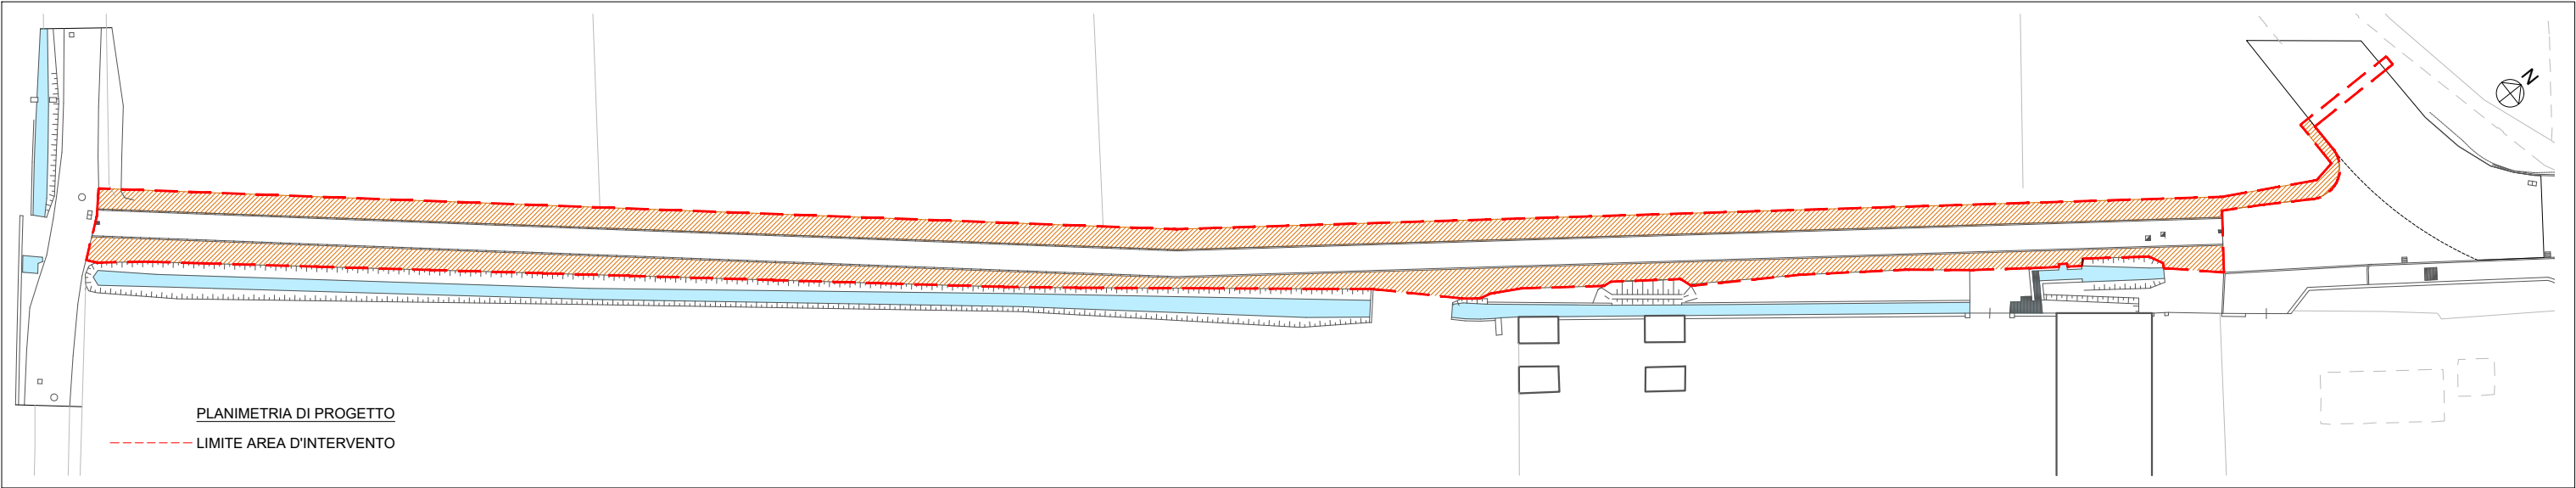 N
PLANIMETRIA DI PROGETTO
LIMITE AREA D'INTERVENTO